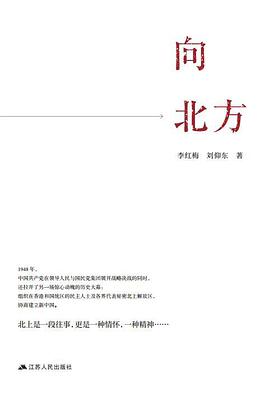 向
北方
李红梅 刘仰东 著
1948年，
中国共产党在领导人民与国民党集团展开战略决战的同时，
还拉开了另一场惊心动魄的历史大幕：
组织在香港和国统区的民主人士及各界代表秘密北上解放区，
协商建立新中国。
北上是一段往事，更是一种情怀，一种精神……
江苏人民出版社